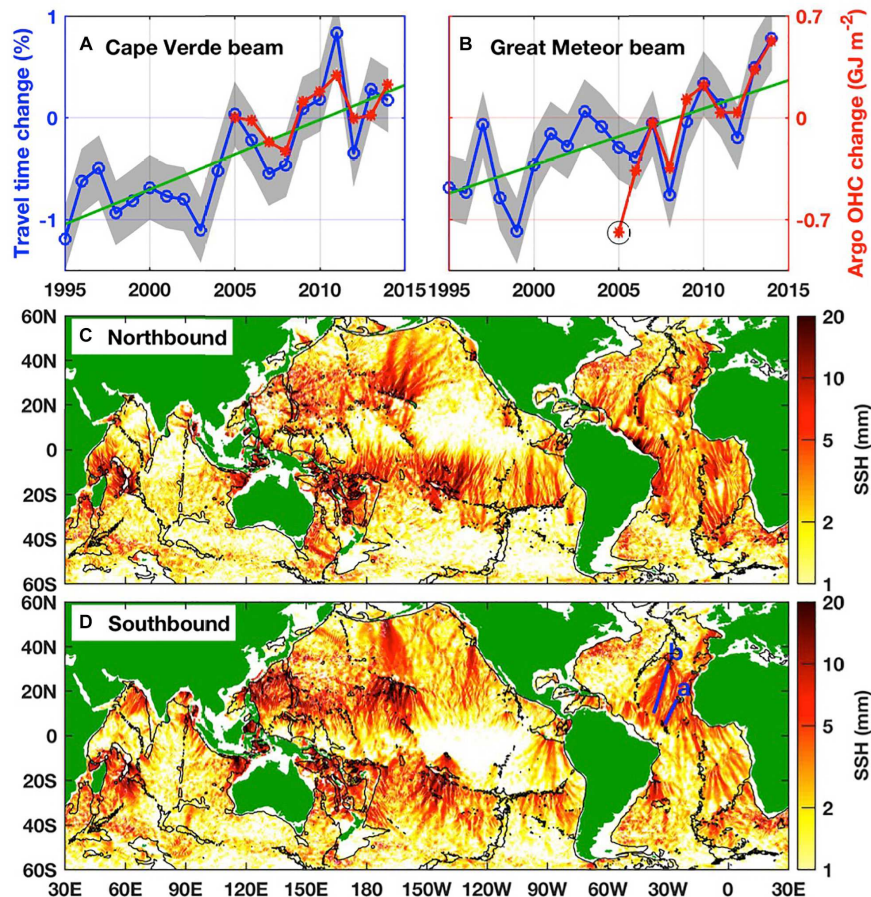 A Cape Verde beam
B Great Meteor beam
Travel time change (%)
1
0
-1
0.7
0
-0.7
Argo OHC change (GJ m⁻²)
1995 2000 2005 2010 2015
1995 2000 2005 2010 2015
C Northbound
60N
40N
20N
0
20S
40S
60S
20
10
5
2
1
SSH (mm)
D Southbound
b
a
60N
40N
20N
0
20S
40S
60S
20
10
5
2
1
SSH (mm)
30E 60E 90E 120E 150E 180 150W 120W 90W 60W 30W 0 30E